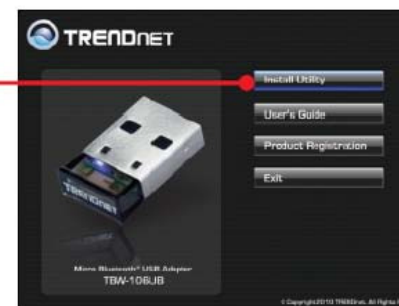 TRENDNET
Install Utility
User's Guide
Product Registration
Exit
TRENDNET
Micro Bluetooth® USB Adapter
TBW-106UB
©Copyright 2010 TRENDnet. All Rights